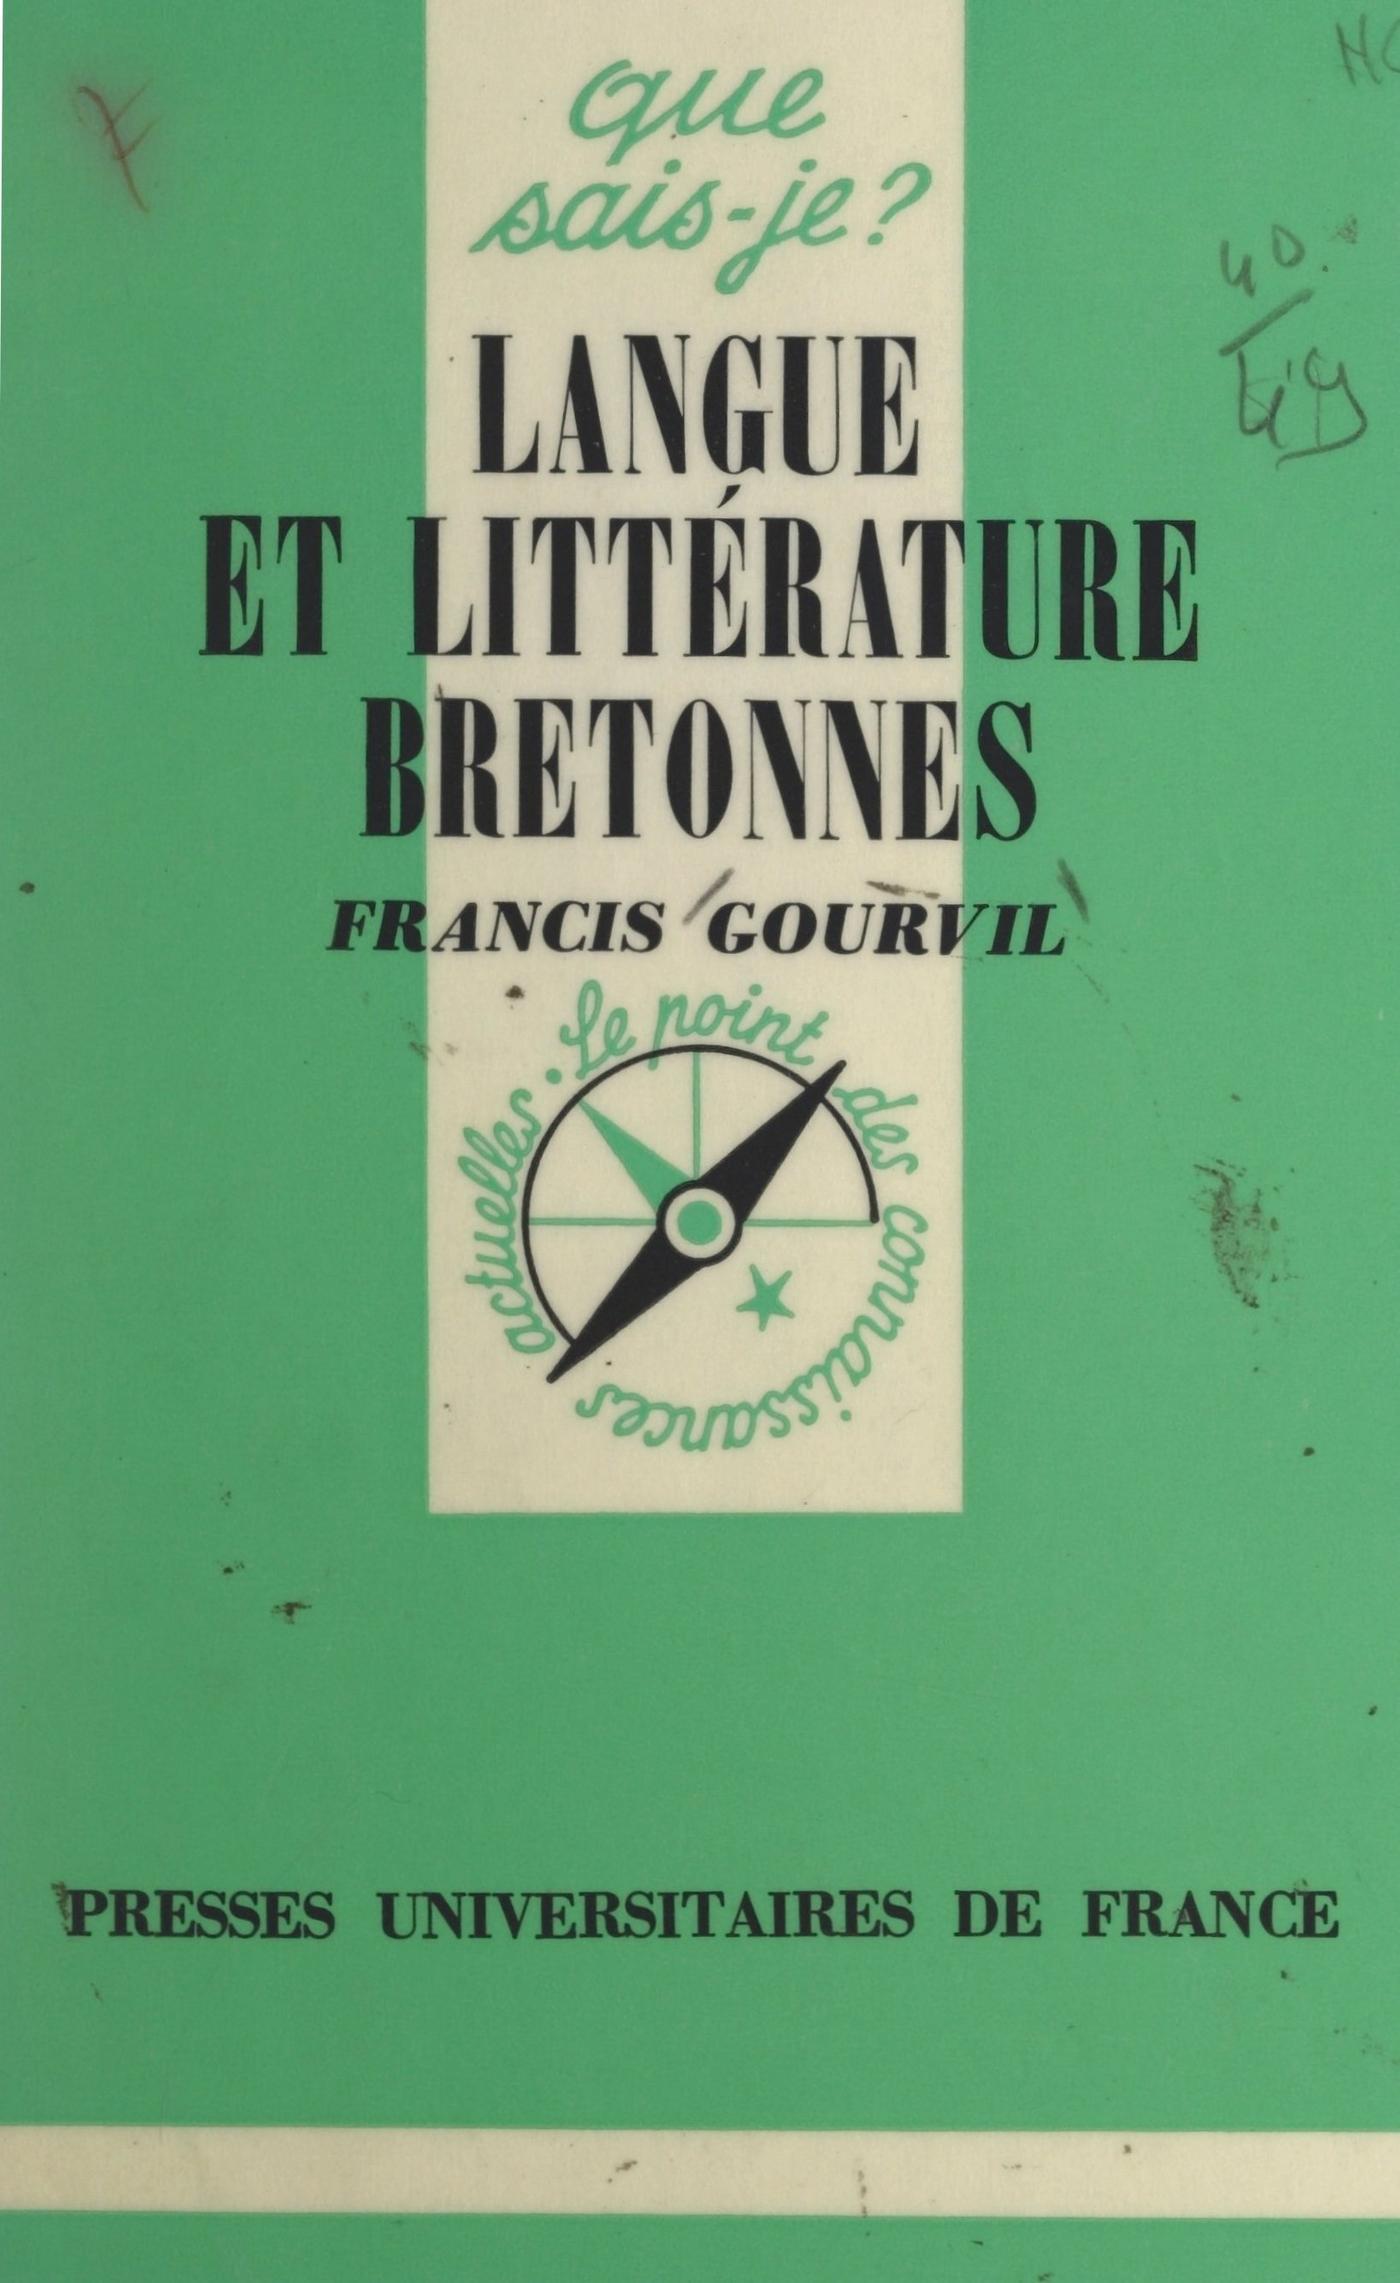 que
sais-je?
LANGUE
ET LITTÉRATURE
BRETONNES
FRANCIS GOURVIL
Le point des connaissances actuelles.
PRESSES UNIVERSITAIRES DE FRANCE